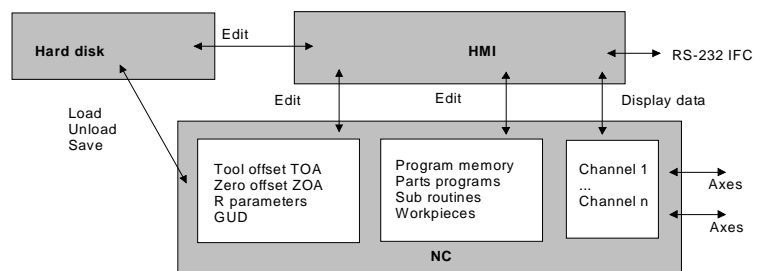 Hard disk
Edit
HMI
RS-232 IFC
Edit
Edit
Display data
Load
Unload
Save
Tool offset TOA
Zero offset ZOA
R parameters
GUD
Program memory
Parts programs
Sub routines
Workpieces
Channel 1
...
Channel n
Axes
Axes
NC